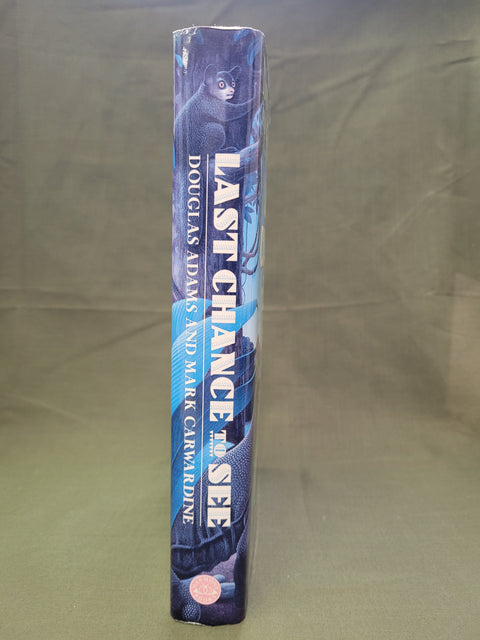 LAST CHANCE TO SEE
DOUGLAS ADAMS AND MARK CARWARDINE